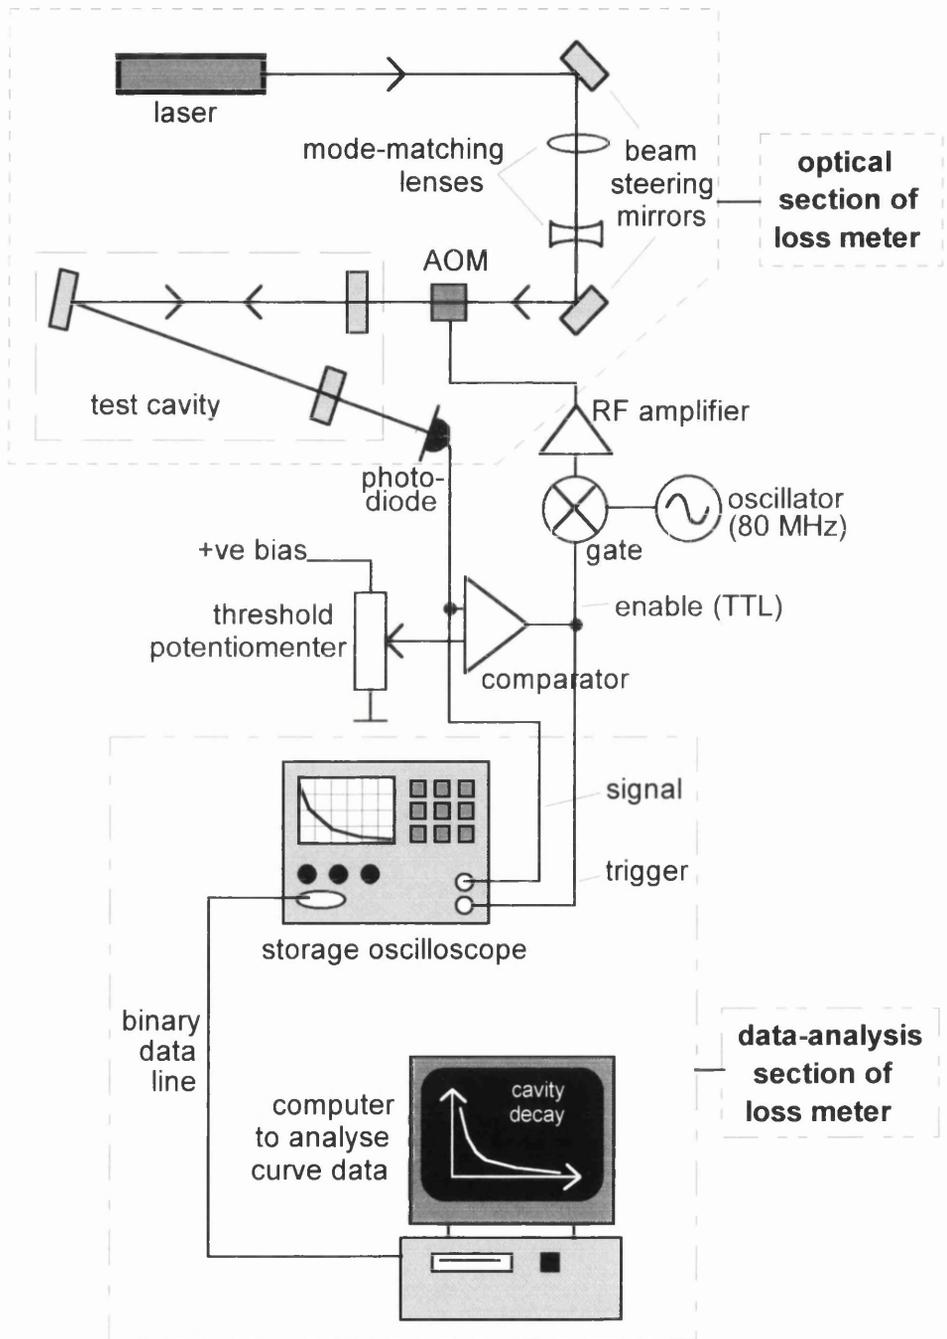 laser
mode-matching
lenses
beam
steering
mirrors
optical
section of
loss meter
AOM
test cavity
RF amplifier
photo-
diode
oscillator
(80 MHz)
gate
+ve bias
enable (TTL)
threshold
potentiomenter
comparator
signal
trigger
storage oscilloscope
binary
data
line
data-analysis
section of
loss meter
cavity
decay
computer
to analyse
curve data